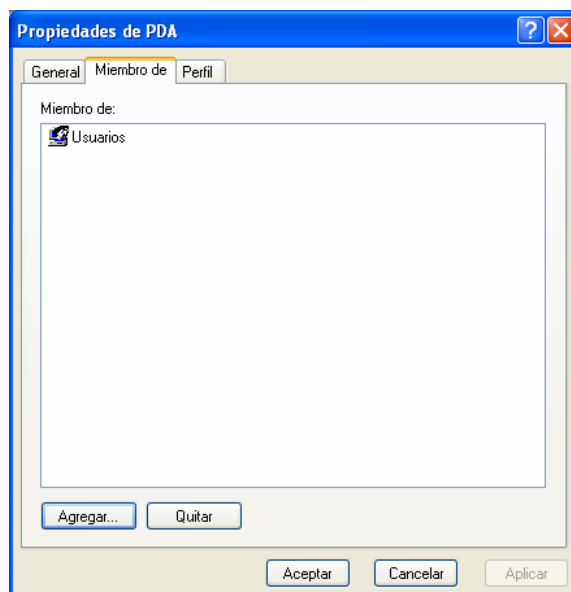 Propiedades de PDA
General Miembro de Perfil
Miembro de:
Usuarios
Agregar... Quitar
Aceptar Cancelar Aplicar